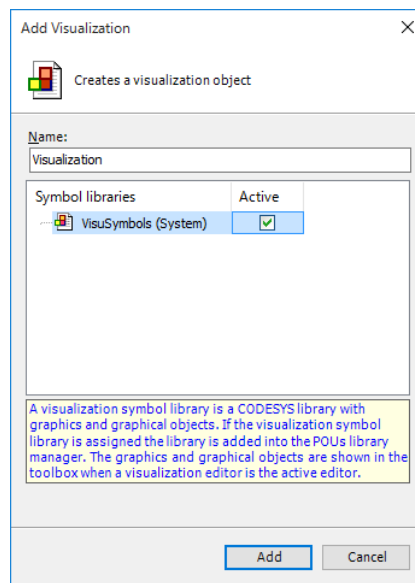 Add Visualization
Creates a visualization object
Name:
Visualization
Symbol libraries Active
VisuSymbols (System)
A visualization symbol library is a CODESYS library with
graphics and graphical objects. If the visualization symbol
library is assigned the library is added into the POUs library
manager. The graphics and graphical objects are shown in the
toolbox when a visualization editor is the active editor.
Add Cancel